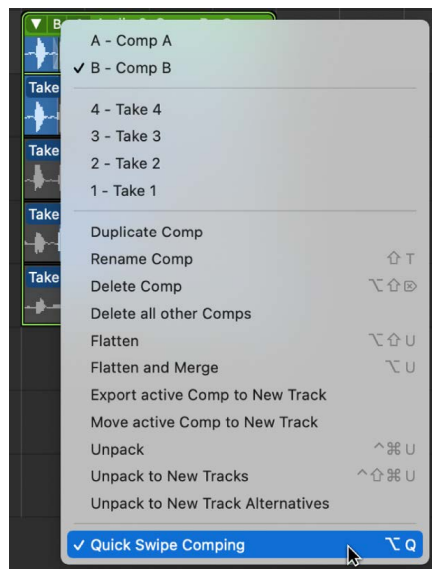 A - Comp A
✓ B - Comp B
Take
4 - Take 4
3 - Take 3
Take
2 - Take 2
1 - Take 1
Take
Duplicate Comp
Rename Comp ⇧ T
Take
Delete Comp ⌥ ⇧ ⌦
Delete all other Comps
Flatten ⌥ ⇧ U
Flatten and Merge ⌥ U
Export active Comp to New Track
Move active Comp to New Track
Unpack ^ ⌘ U
Unpack to New Tracks ^ ⇧ ⌘ U
Unpack to New Track Alternatives
✓ Quick Swipe Comping ⌥ Q